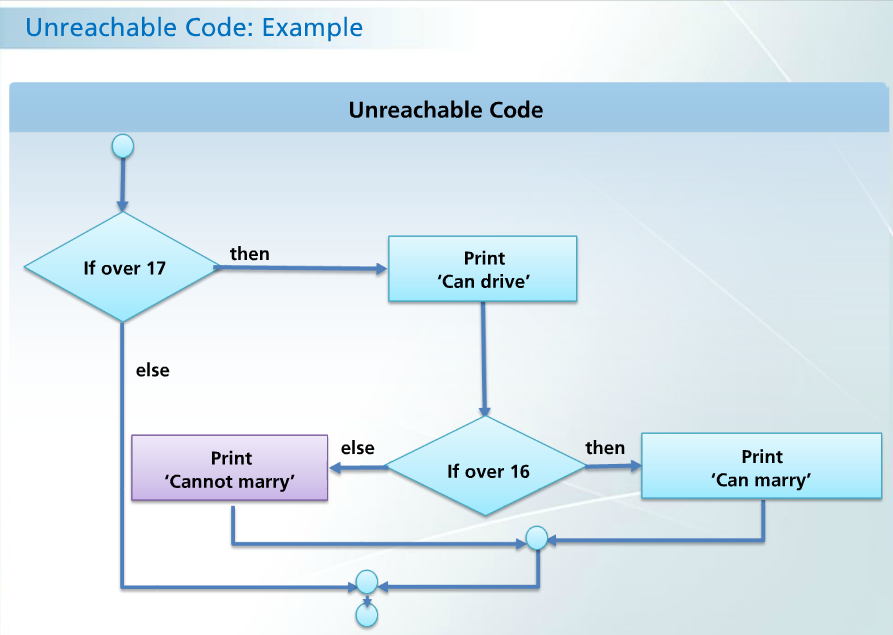 Unreachable Code: Example
Unreachable Code
If over 17
then
Print
‘Can drive’
else
Print
‘Cannot marry’
else
If over 16
then
Print
‘Can marry’